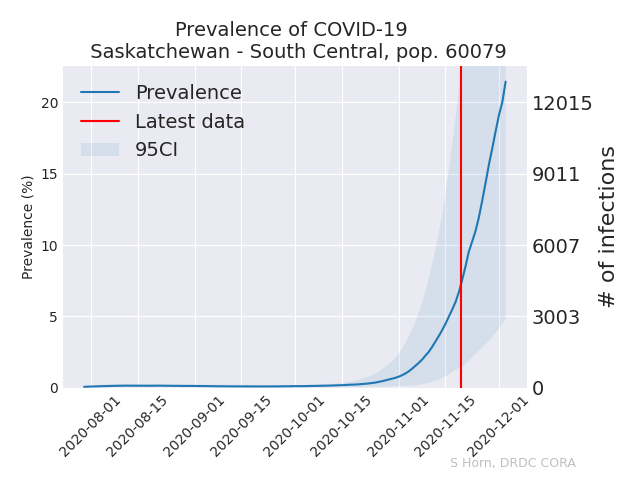 Prevalence of COVID-19
Saskatchewan - South Central, pop. 60079
Prevalence
Latest data
95CI
Prevalence (%)
20
15
10
5
0
12015
9011
6007
3003
0
# of infections
2020-08-01
2020-08-15
2020-09-01
2020-09-15
2020-10-01
2020-10-15
2020-11-01
2020-11-15
2020-12-01
S Horn, DRDC CORA